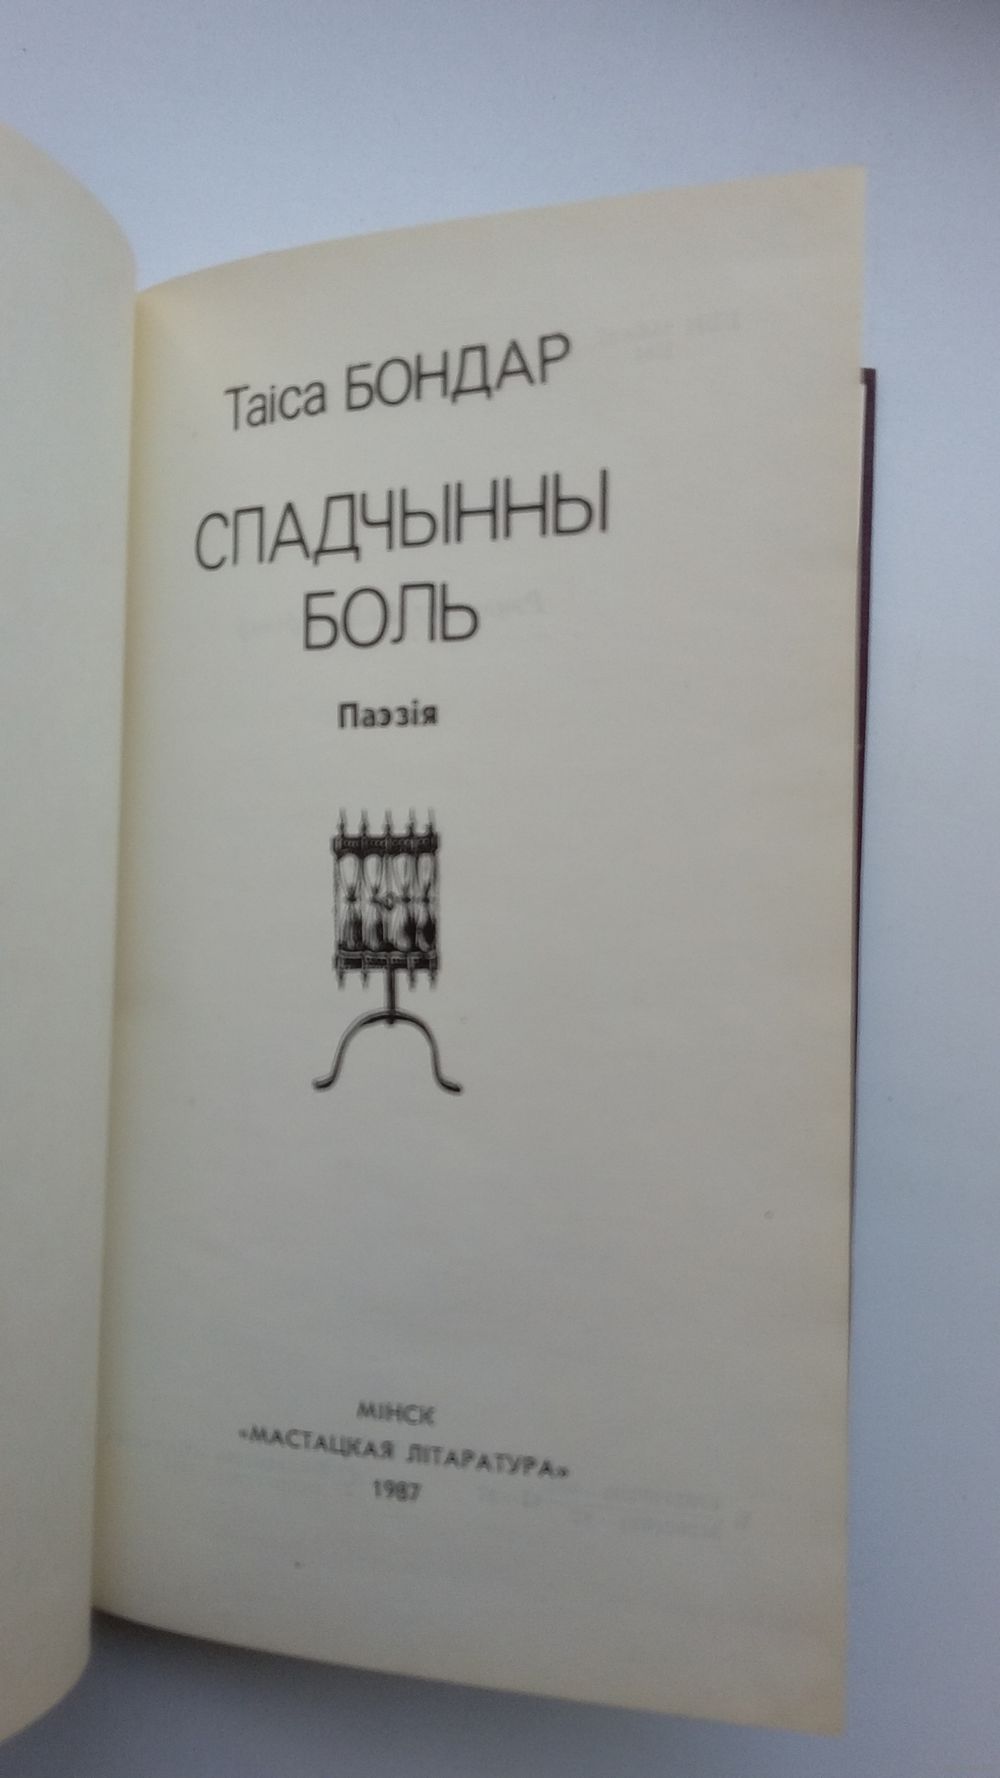 Таіса БОНДАР
СПАДЧЫННЫ
БОЛЬ
Паэзія
МІНСК
«МАСТАЦКАЯ ЛІТАРАТУРА»
1987